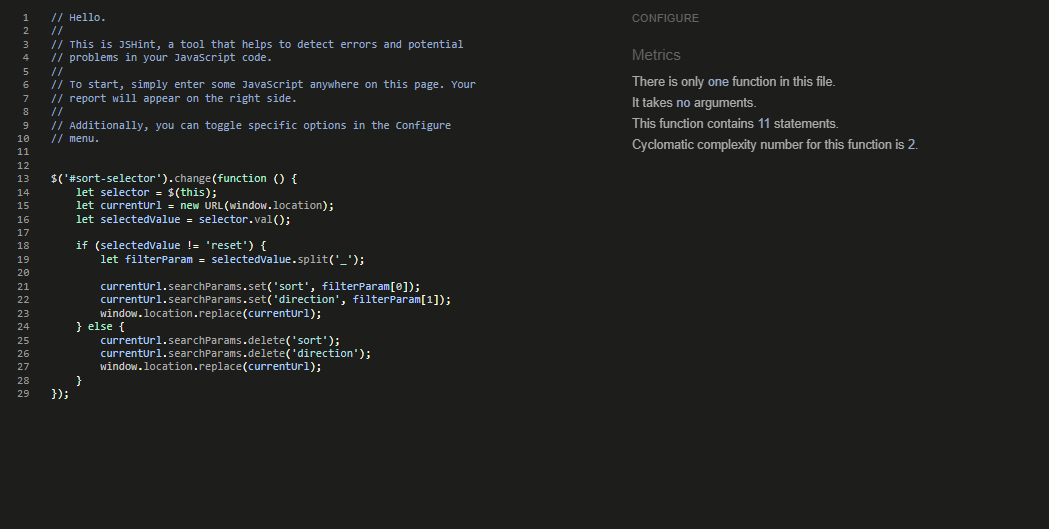 1 // Hello.
2 //
3 // This is JSHint, a tool that helps to detect errors and potential
4 // problems in your JavaScript code.
5 //
6 // To start, simply enter some JavaScript anywhere on this page. Your
7 // report will appear on the right side.
8 //
9 // Additionally, you can toggle specific options in the Configure
10 // menu.
11
12
13 $('#sort-selector').change(function () {
14     let selector = $(this);
15     let currentUrl = new URL(window.location);
16     let selectedValue = selector.val();
17
18     if (selectedValue != 'reset') {
19         let filterParam = selectedValue.split('_');
20
21         currentUrl.searchParams.set('sort', filterParam[0]);
22         currentUrl.searchParams.set('direction', filterParam[1]);
23         window.location.replace(currentUrl);
24     } else {
25         currentUrl.searchParams.delete('sort');
26         currentUrl.searchParams.delete('direction');
27         window.location.replace(currentUrl);
28     }
29 });
CONFIGURE
Metrics
There is only one function in this file.
It takes no arguments.
This function contains 11 statements.
Cyclomatic complexity number for this function is 2.